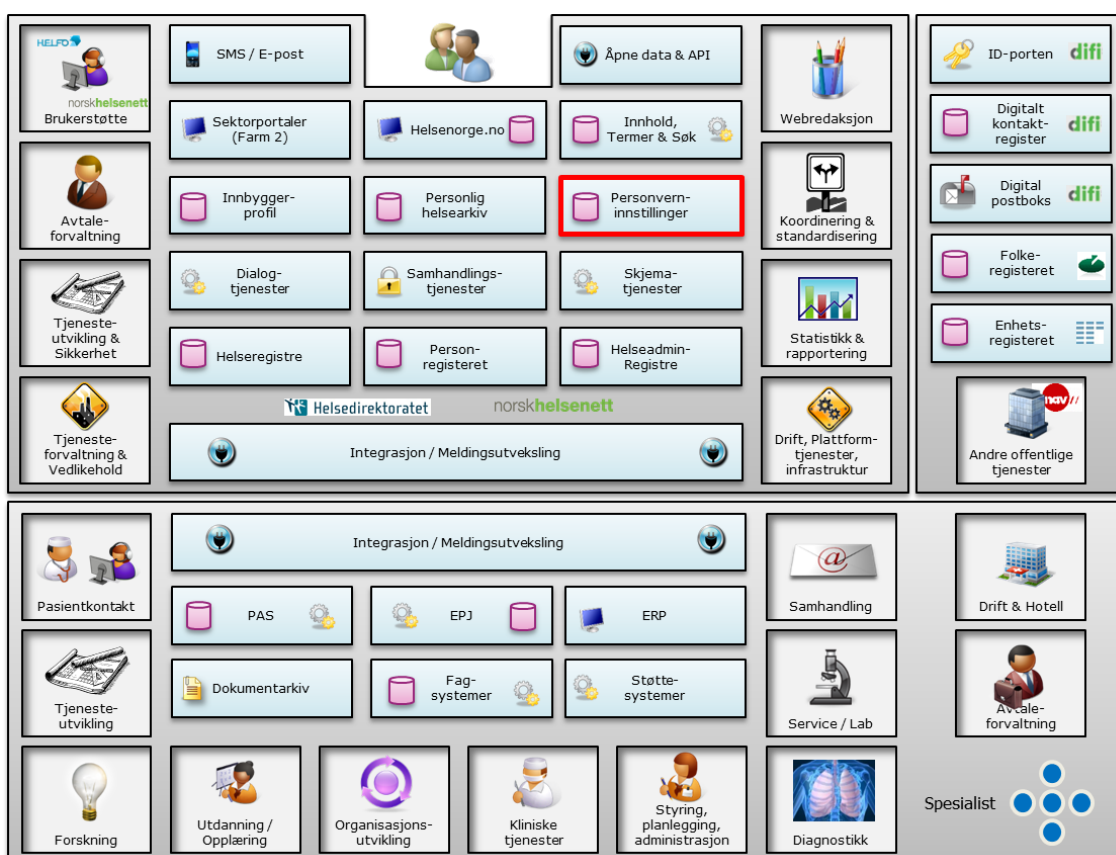 HELFO
norskhelsenett
Brukerstøtte
SMS / E-post
Åpne data & API
Webredaksjon
ID-porten
difi
Sektorportaler
(Farm 2)
Helsenorge.no
Innhold,
Termer & Søk
Digitalt
kontakt-
register
difi
Avtale-
forvaltning
Innbygger-
profil
Personlig
helsearkiv
Personvern-
innstillinger
Koordinering &
standardisering
Digital
postboks
difi
Dialog-
tjenester
Samhandlings-
tjenester
Skjema-
tjenester
Folke-
registeret
Tjeneste-
utvikling &
Sikkerhet
Helseregistre
Person-
registeret
Helseadmin-
Registre
Statistikk &
rapportering
Enhets-
registeret
Helsedirektoratet
norskhelsenett
Tjeneste-
forvaltning &
Vedlikehold
Integrasjon / Meldingsutveksling
Drift, Plattform-
tjenester,
infrastruktur
nav
Andre offentlige
tjenester
Pasientkontakt
Integrasjon / Meldingsutveksling
@
Samhandling
Drift & Hotell
PAS
EPJ
ERP
Tjeneste-
utvikling
Dokumentarkiv
Fag-
systemer
Støtte-
systemer
Service / Lab
Avtale-
forvaltning
Forskning
Utdanning /
Opplæring
Organisasjons-
utvikling
Kliniske
tjenester
Styring,
planlegging,
administrasjon
Diagnostikk
Spesialist